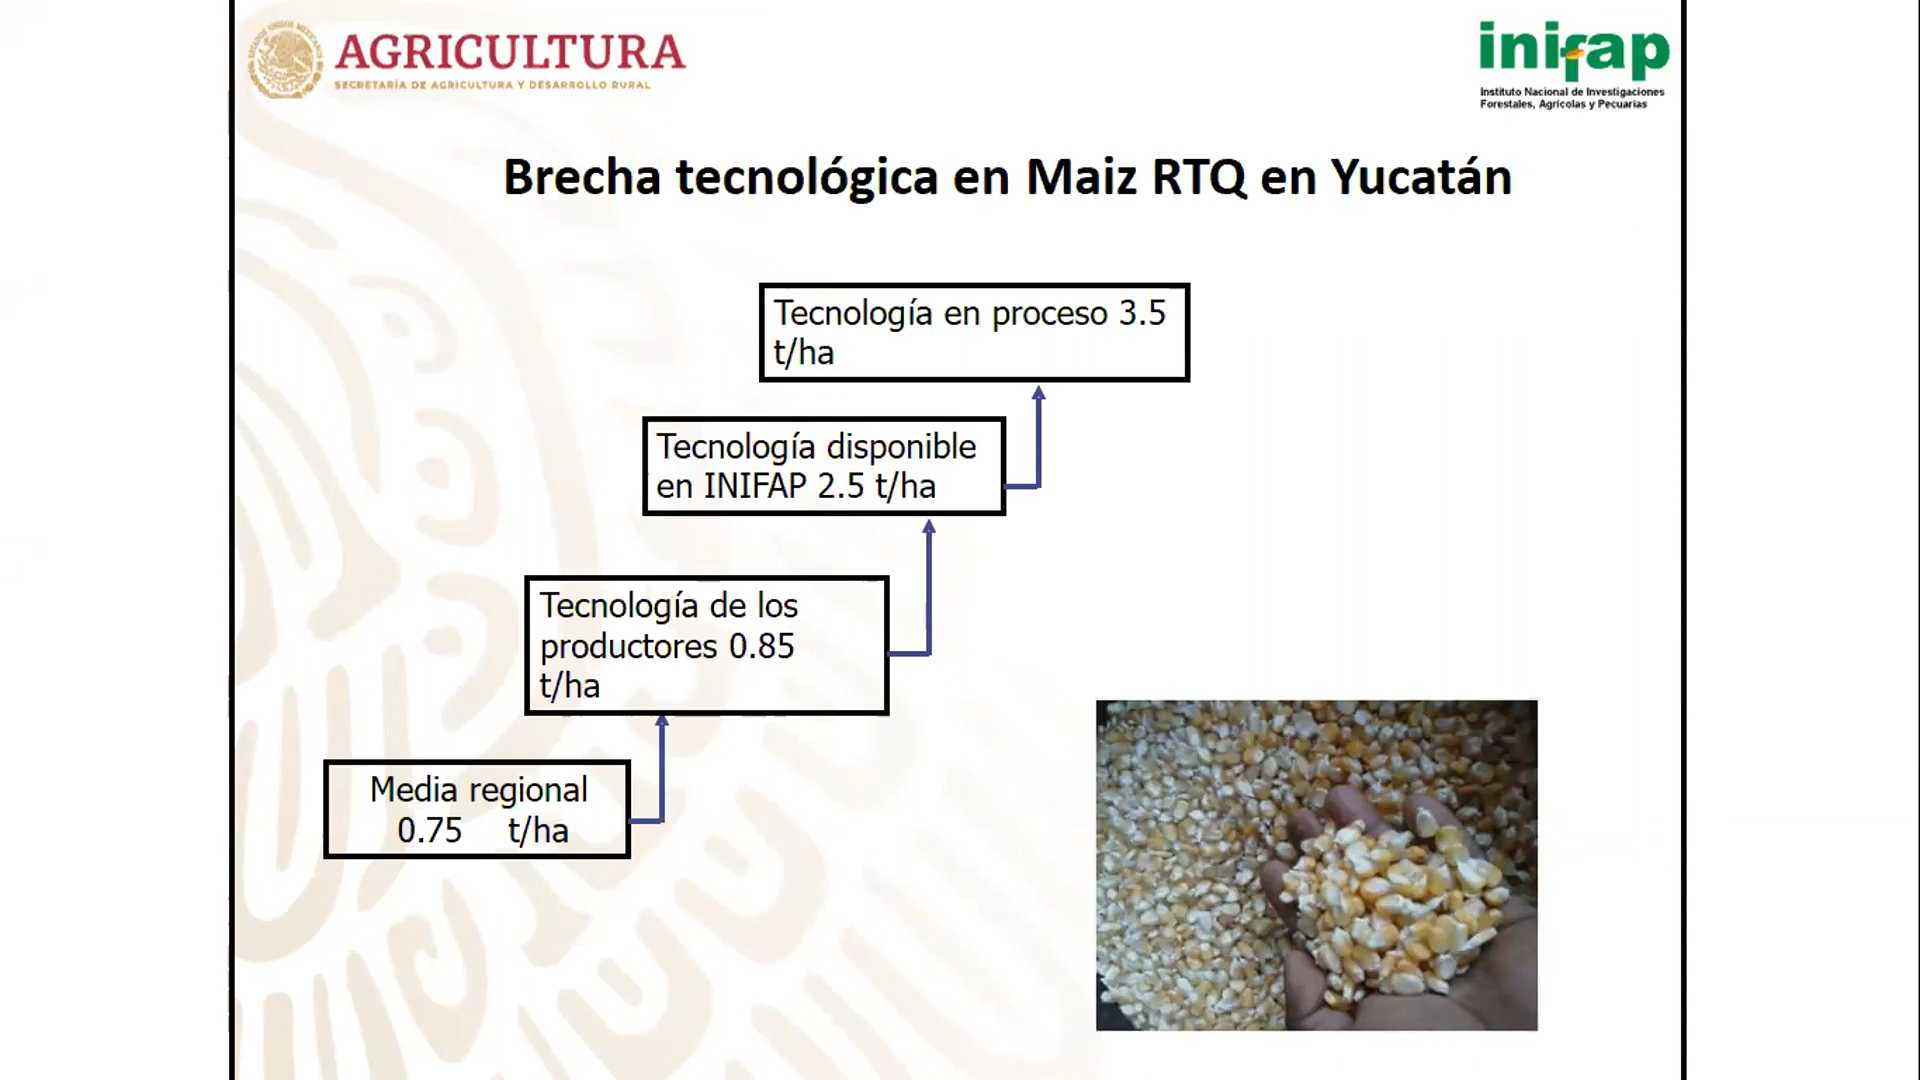 AGRICULTURA
SECRETARÍA DE AGRICULTURA Y DESARROLLO RURAL
inifap
Instituto Nacional de Investigaciones
Forestales, Agrícolas y Pecuarias
Brecha tecnológica en Maiz RTQ en Yucatán
Tecnología en proceso 3.5
t/ha
Tecnología disponible
en INIFAP 2.5 t/ha
Tecnología de los
productores 0.85
t/ha
Media regional
0.75 t/ha